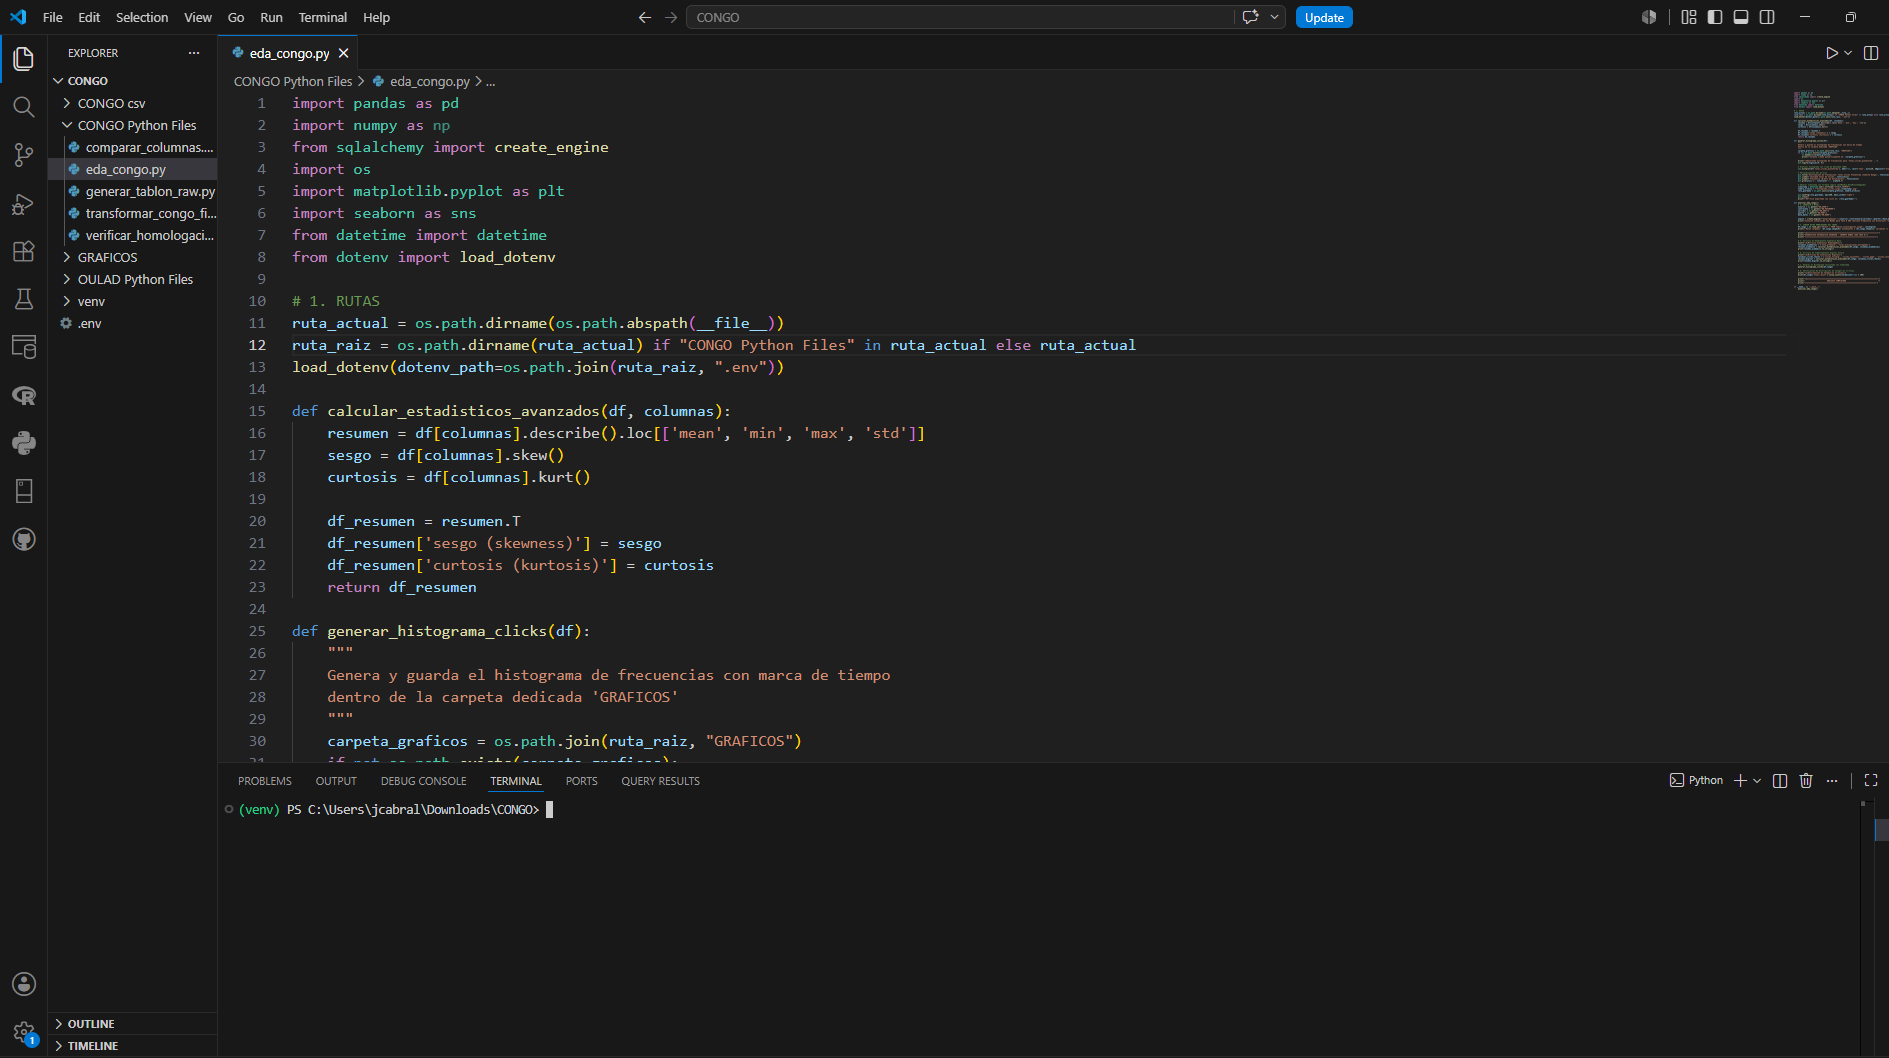 File Edit Selection View Go Run Terminal Help
CONGO
Update
EXPLORER
CONGO
CONGO csv
CONGO Python Files
comparar_columnas....
eda_congo.py
generar_tablon_raw.py
transformar_congo_fi...
verificar_homologaci...
GRAFICOS
OULAD Python Files
venv
.env
OUTLINE
TIMELINE
1
eda_congo.py
CONGO Python Files > eda_congo.py > ...
1 import pandas as pd
2 import numpy as np
3 from sqlalchemy import create_engine
4 import os
5 import matplotlib.pyplot as plt
6 import seaborn as sns
7 from datetime import datetime
8 from dotenv import load_dotenv
9
10 # 1. RUTAS
11 ruta_actual = os.path.dirname(os.path.abspath(__file__))
12 ruta_raiz = os.path.dirname(ruta_actual) if "CONGO Python Files" in ruta_actual else ruta_actual
13 load_dotenv(dotenv_path=os.path.join(ruta_raiz, ".env"))
14
15 def calcular_estadisticos_avanzados(df, columnas):
16     resumen = df[columnas].describe().loc[['mean', 'min', 'max', 'std']]
17     sesgo = df[columnas].skew()
18     curtosis = df[columnas].kurt()
19
20     df_resumen = resumen.T
21     df_resumen['sesgo (skewness)'] = sesgo
22     df_resumen['curtosis (kurtosis)'] = curtosis
23     return df_resumen
24
25 def generar_histograma_clicks(df):
26     """
27     Genera y guarda el histograma de frecuencias con marca de tiempo
28     dentro de la carpeta dedicada 'GRAFICOS'
29     """
30     carpeta_graficos = os.path.join(ruta_raiz, "GRAFICOS")
31     if not os.path.exists(carpeta_graficos):
PROBLEMS OUTPUT DEBUG CONSOLE TERMINAL PORTS QUERY RESULTS
Python
(venv) PS C:\Users\jcabral\Downloads\CONGO>